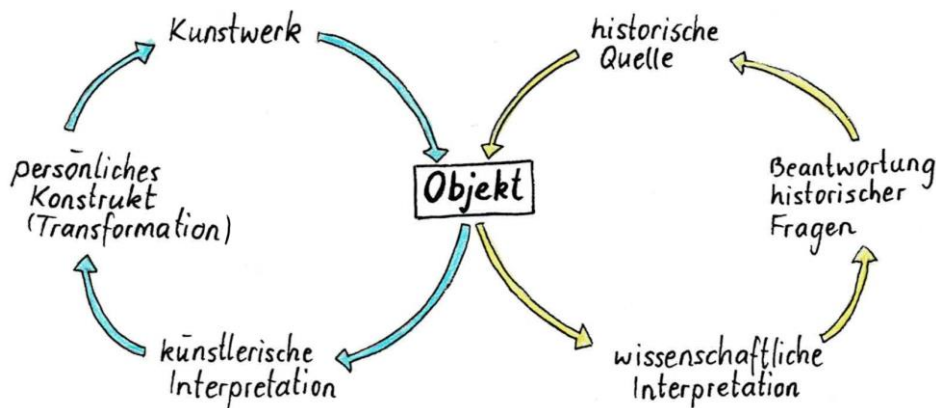 Kunstwerk
historische
Quelle
persönliches
Konstrukt
(Transformation)
Objekt
Beantwortung
historischer
Fragen
künstlerische
Interpretation
wissenschaftliche
Interpretation